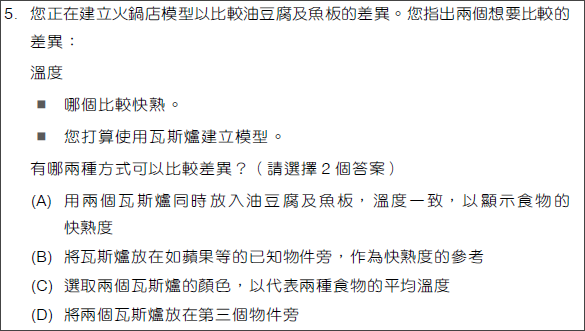 5. 您正在建立火鍋店模型以比較油豆腐及魚板的差異。您指出兩個想要比較的
差異：
溫度
■ 哪個比較快熟。
■ 您打算使用瓦斯爐建立模型。
有哪兩種方式可以比較差異？（請選擇 2 個答案）
(A) 用兩個瓦斯爐同時放入油豆腐及魚板，溫度一致，以顯示食物的
快熟度
(B) 將瓦斯爐放在如蘋果等的已知物件旁，作為快熟度的參考
(C) 選取兩個瓦斯爐的顏色，以代表兩種食物的平均溫度
(D) 將兩個瓦斯爐放在第三個物件旁